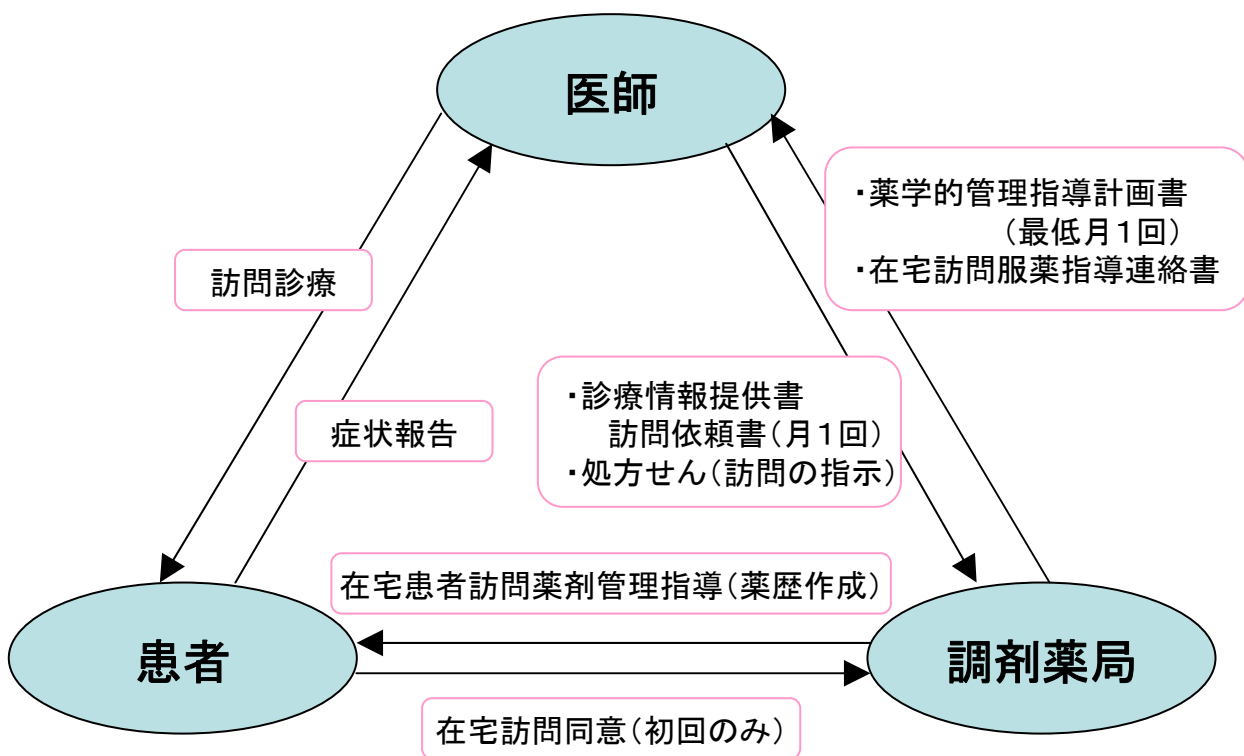 医師
・薬学的管理指導計画書
(最低月1回)
・在宅訪問服薬指導連絡書
訪問診療
・診療情報提供書
訪問依頼書(月1回)
・処方せん(訪問の指示)
症状報告
在宅患者訪問薬剤管理指導(薬歴作成)
患者
調剤薬局
在宅訪問同意(初回のみ)